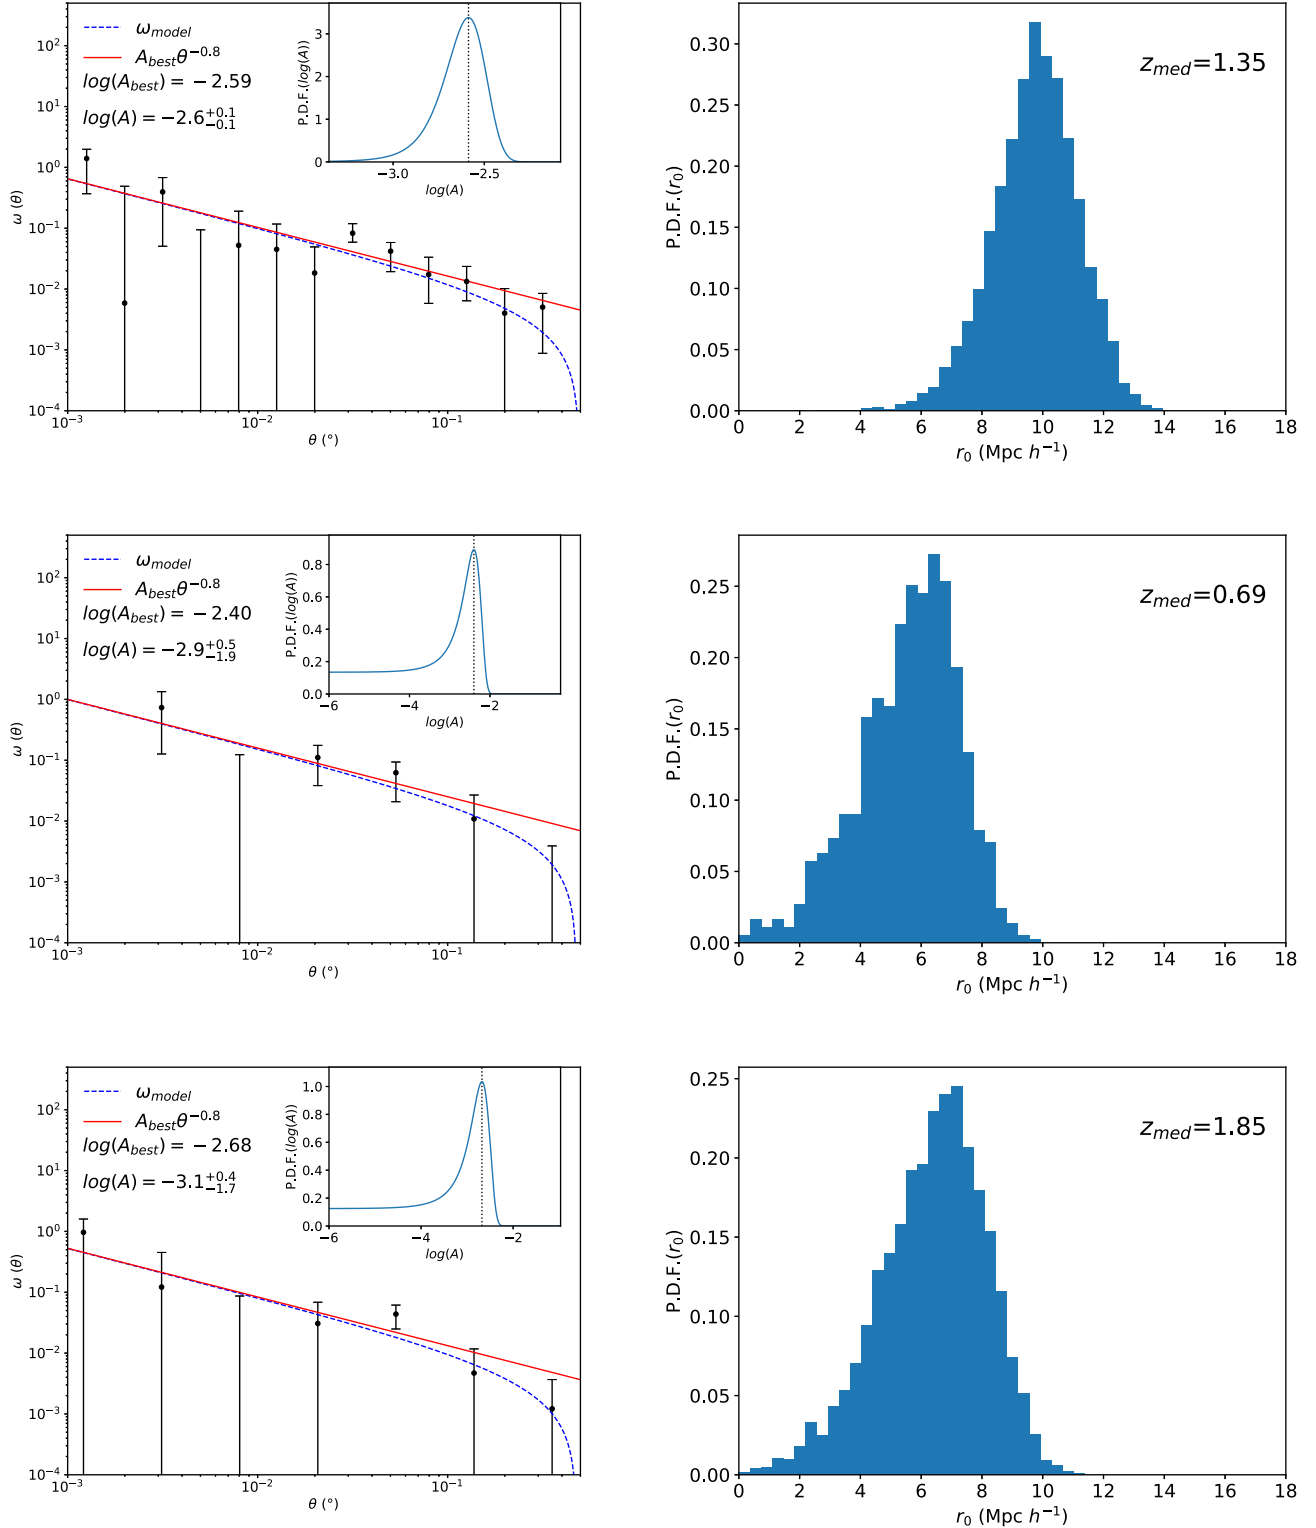 ω_model
A_best θ^−0.8
log(A_best) = −2.59
log(A) = −2.6^+0.1_−0.1
10^2
10^1
10^0
10^−1
10^−2
10^−3
10^−4
ω (θ)
10^−3
10^−2
10^−1
θ (°)
3
2
1
0
P.D.F.(log(A))
−3.0
−2.5
log(A)
z_med=1.35
0.30
0.25
0.20
0.15
0.10
0.05
0.00
P.D.F.(r_0)
0 2 4 6 8 10 12 14 16 18
r_0 (Mpc h^−1)
ω_model
A_best θ^−0.8
log(A_best) = −2.40
log(A) = −2.9^+0.5_−1.9
10^2
10^1
10^0
10^−1
10^−2
10^−3
10^−4
ω (θ)
10^−3
10^−2
10^−1
θ (°)
0.8
0.6
0.4
0.2
0.0
P.D.F.(log(A))
−6
−4
−2
log(A)
z_med=0.69
0.25
0.20
0.15
0.10
0.05
0.00
P.D.F.(r_0)
0 2 4 6 8 10 12 14 16 18
r_0 (Mpc h^−1)
ω_model
A_best θ^−0.8
log(A_best) = −2.68
log(A) = −3.1^+0.4_−1.7
10^2
10^1
10^0
10^−1
10^−2
10^−3
10^−4
ω (θ)
10^−3
10^−2
10^−1
θ (°)
1.0
0.8
0.6
0.4
0.2
0.0
P.D.F.(log(A))
−6
−4
−2
log(A)
z_med=1.85
0.25
0.20
0.15
0.10
0.05
0.00
P.D.F.(r_0)
0 2 4 6 8 10 12 14 16 18
r_0 (Mpc h^−1)